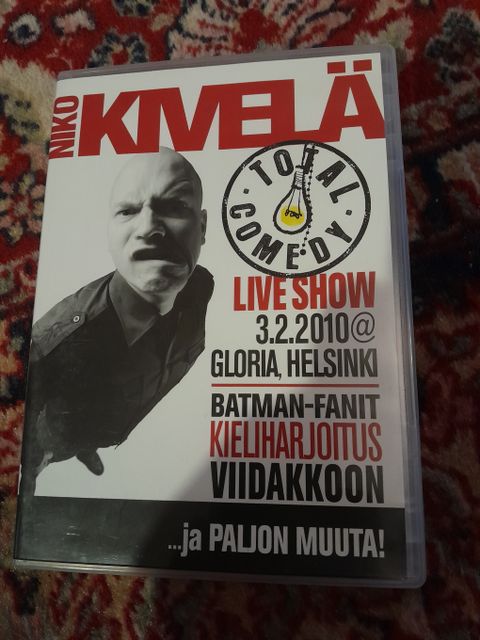 NIKO
KIVELÄ
TOTAL
COMEDY
LIVE SHOW
3.2.2010@
GLORIA, HELSINKI
BATMAN-FANIT
KIELIHARJOITUS
VIIDAKKOON
...ja PALJON MUUTA!